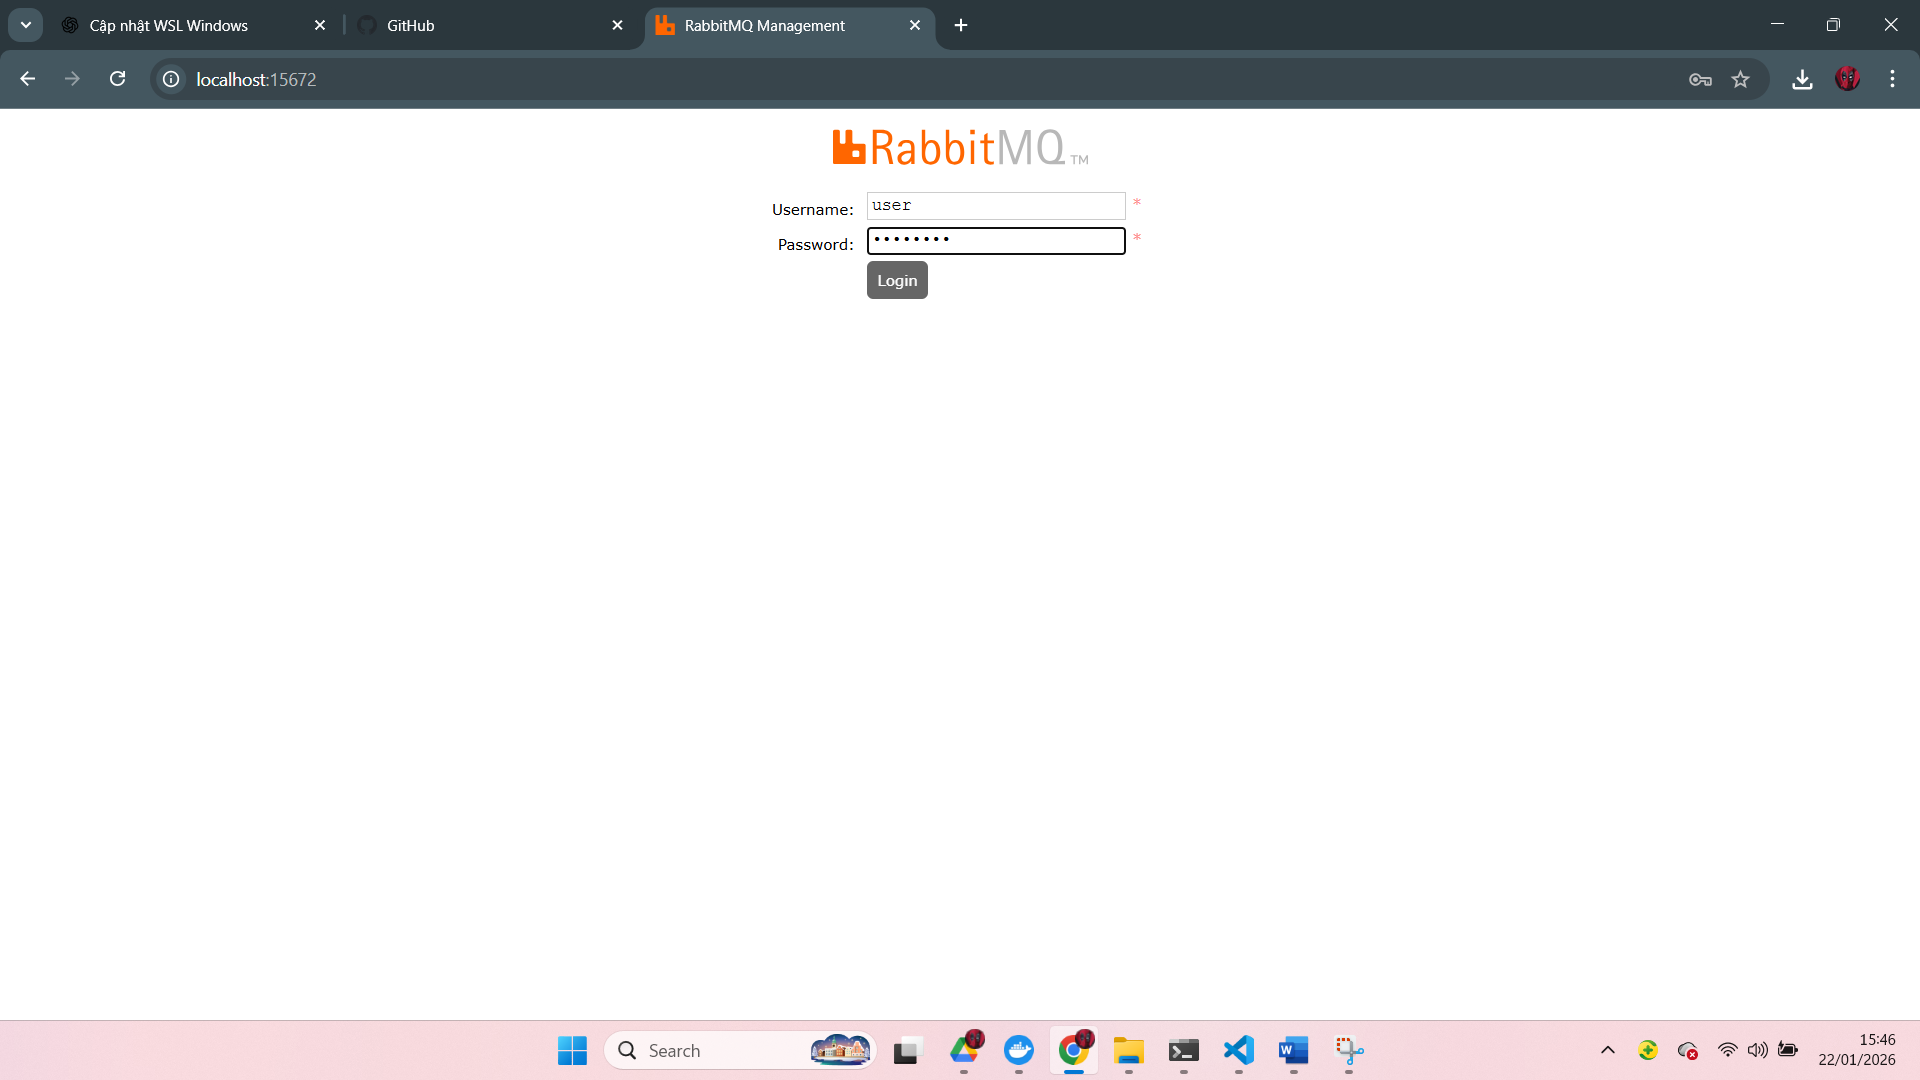 Cập nhật WSL Windows
GitHub
RabbitMQ Management
localhost:15672
RabbitMQ TM
Username: user *
Password: •••••••• *
Login
Search
15:46
22/01/2026